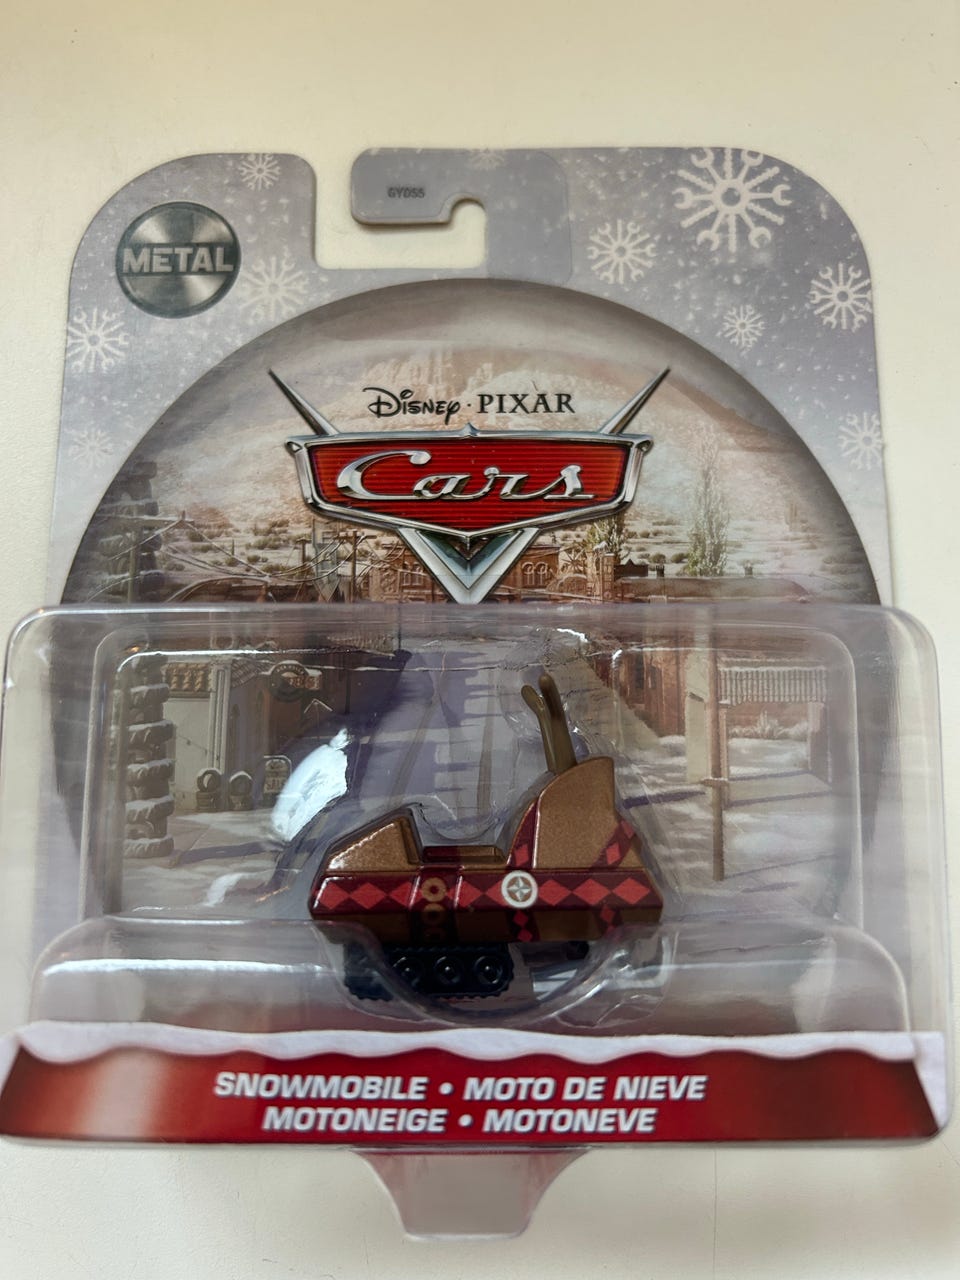 GYD55
METAL
Disney · PIXAR
Cars
SNOWMOBILE • MOTO DE NIEVE
MOTONEIGE • MOTONEVE